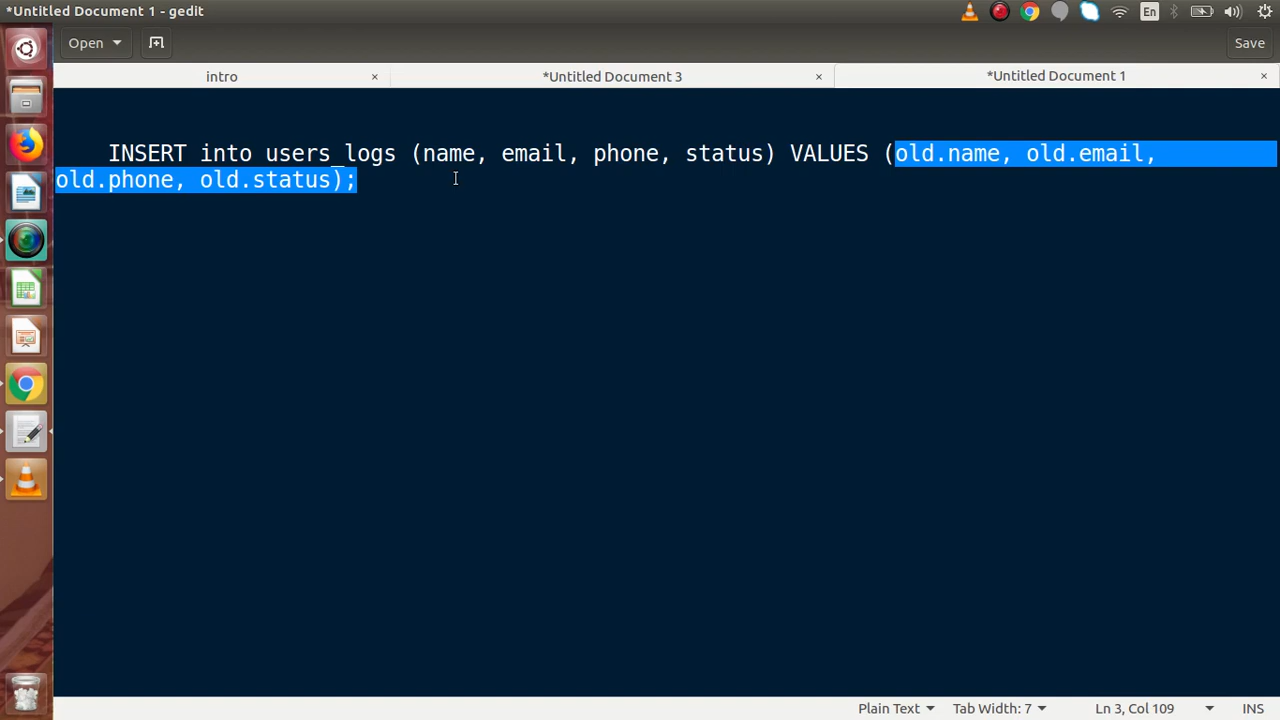 *Untitled Document 1 - gedit
En
Open
Save
intro
*Untitled Document 3
*Untitled Document 1
INSERT into users_logs (name, email, phone, status) VALUES (old.name, old.email,
old.phone, old.status);
Plain Text
Tab Width: 7
Ln 3, Col 109
INS